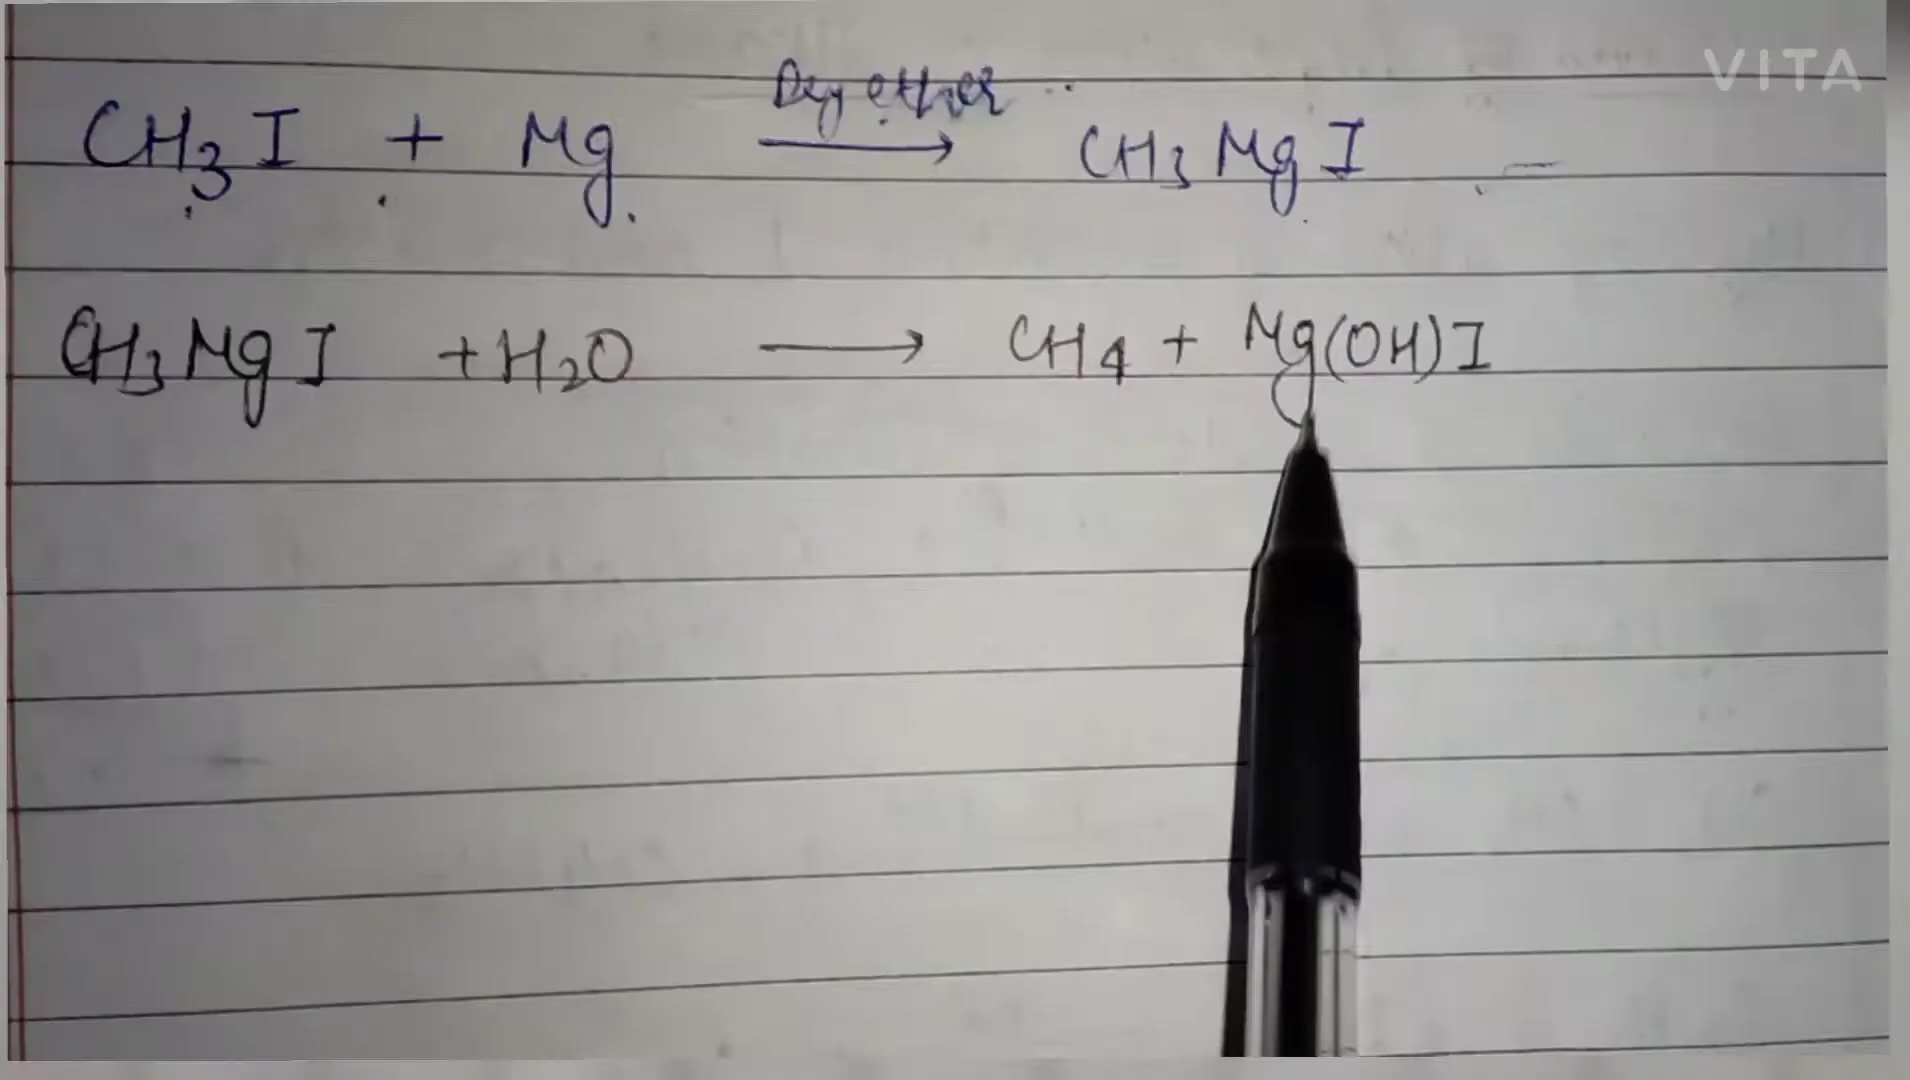 VITA
Dry ether
CH₃I + Mg ⟶ CH₃MgI
CH₃MgI + H₂O ⟶ CH₄ + Mg(OH)I